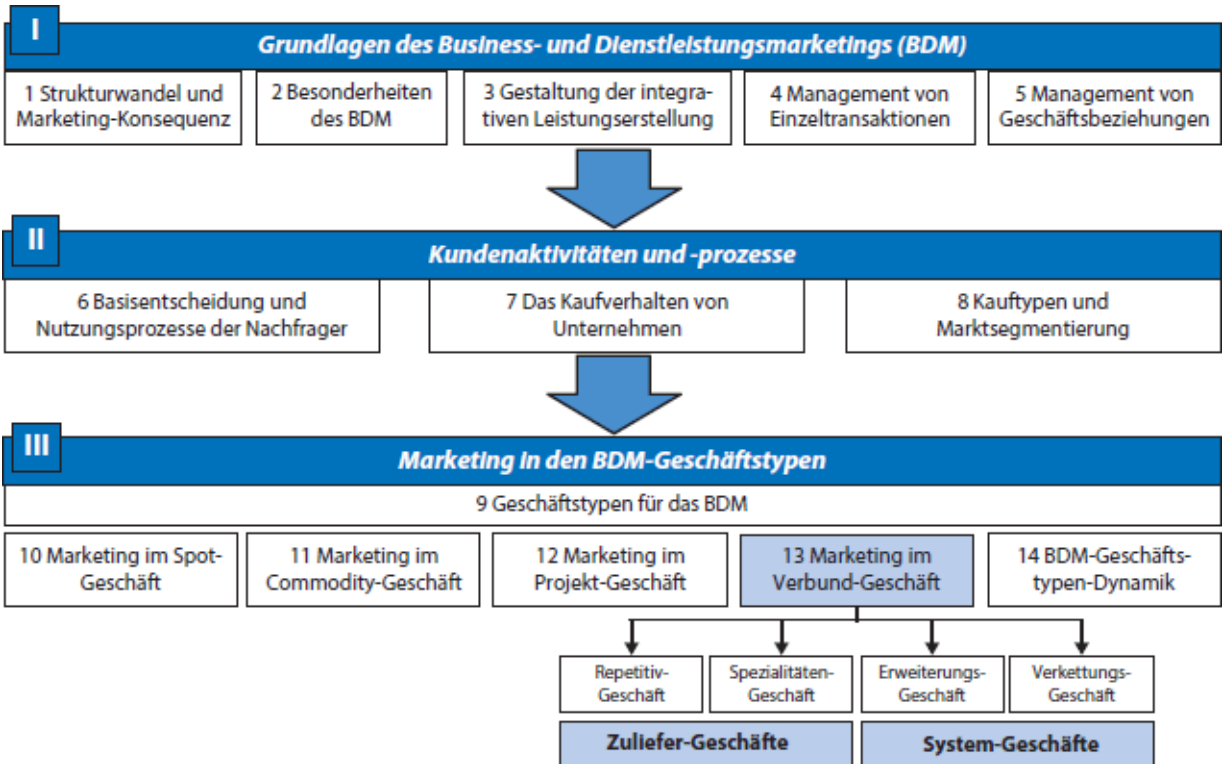 I
Grundlagen des Business- und Dienstleistungsmarketings (BDM)
1 Strukturwandel und
Marketing-Konsequenz
2 Besonderheiten
des BDM
3 Gestaltung der integra-
tiven Leistungserstellung
4 Management von
Einzeltransaktionen
5 Management von
Geschäftsbeziehungen
II
Kundenaktivitäten und -prozesse
6 Basisentscheidung und
Nutzungsprozesse der Nachfrager
7 Das Kaufverhalten von
Unternehmen
8 Kauftypen und
Marktsegmentierung
III
Marketing in den BDM-Geschäftstypen
9 Geschäftstypen für das BDM
10 Marketing im Spot-
Geschäft
11 Marketing im
Commodity-Geschäft
12 Marketing im
Projekt-Geschäft
13 Marketing im
Verbund-Geschäft
14 BDM-Geschäfts-
typen-Dynamik
Repetitiv-
Geschäft
Spezialitäten-
Geschäft
Erweiterungs-
Geschäft
Verkettungs-
Geschäft
Zuliefer-Geschäfte
System-Geschäfte